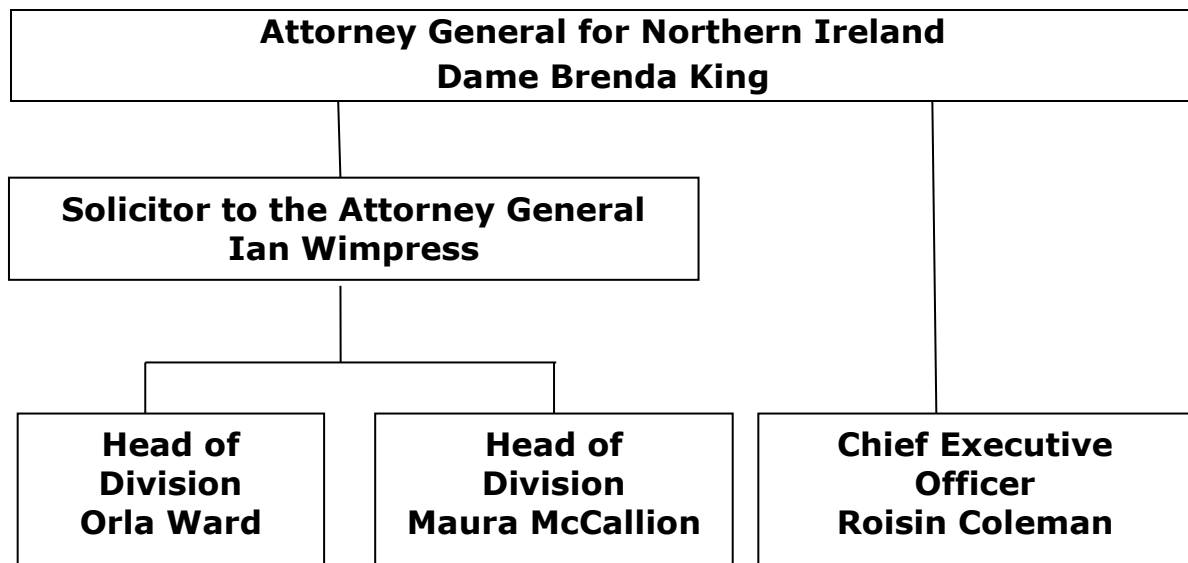 Attorney General for Northern Ireland
Dame Brenda King
Solicitor to the Attorney General
Ian Wimpress
Head of
Division
Orla Ward
Head of
Division
Maura McCallion
Chief Executive
Officer
Roisin Coleman